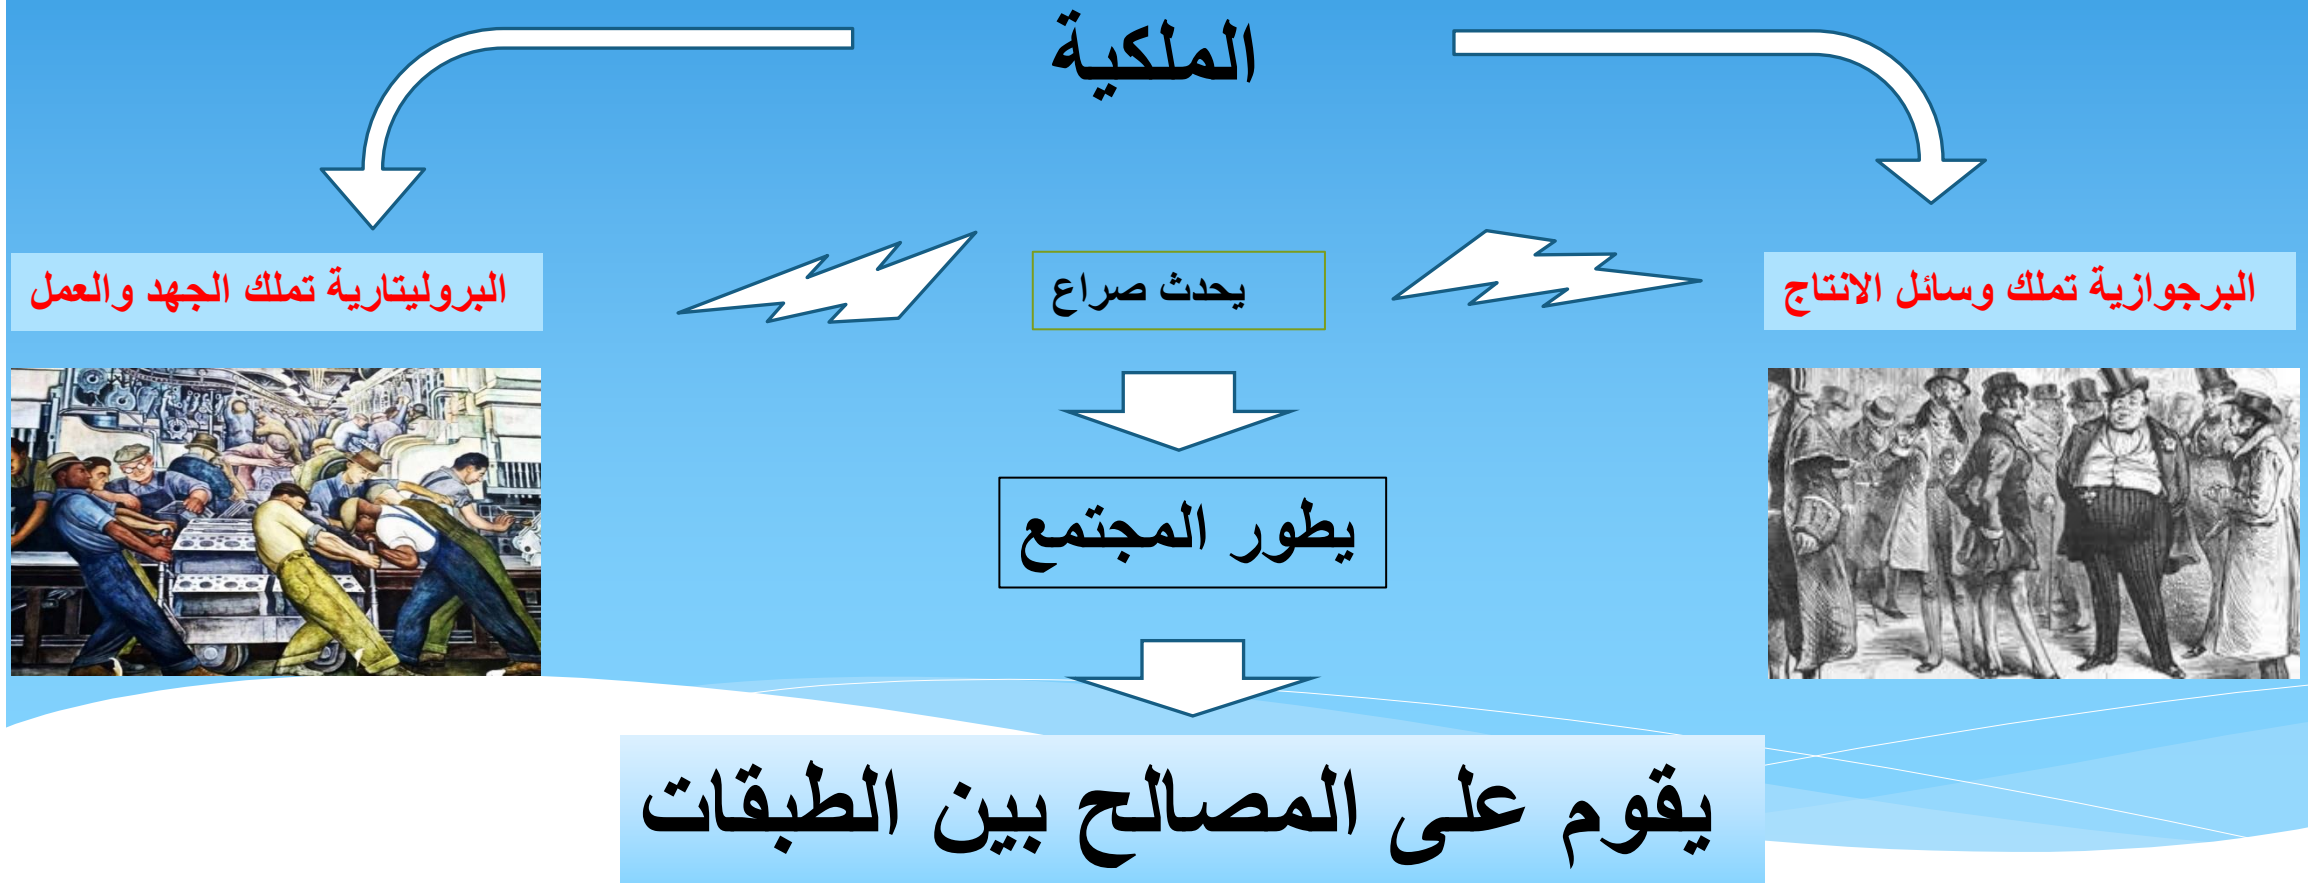 الملكية
البرجوازية تملك وسائل الانتاج
يحدث صراع
البروليتارية تملك الجهد والعمل
يطور المجتمع
يقوم على المصالح بين الطبقات